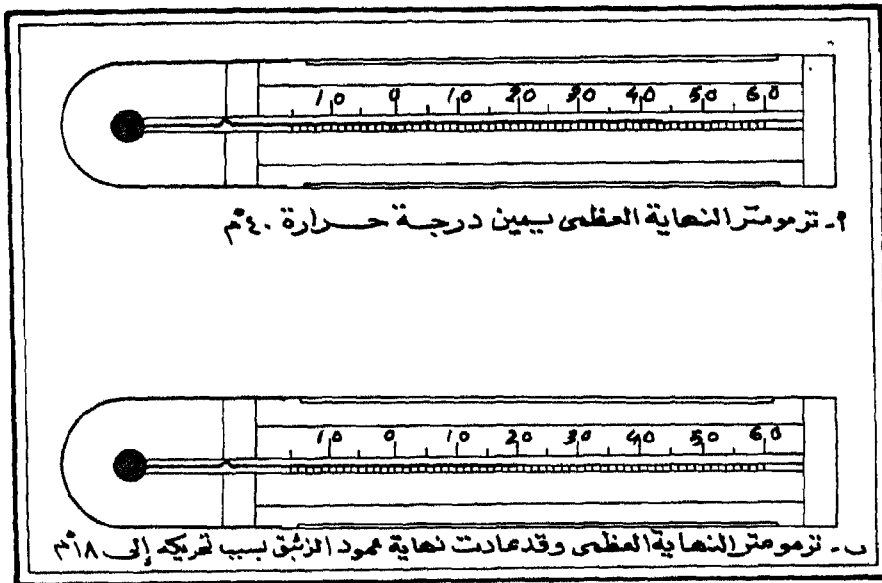 10 0 10 20 30 40 50 60
أ- ترمومتر النهاية العظمى يبين درجة حرارة ٤٠°م
10 0 10 20 30 40 50 60
ب- ترمومتر النهاية العظمى وقد عادت نهاية عمود الزئبق بسبب تحريكه إلى ١٨°م